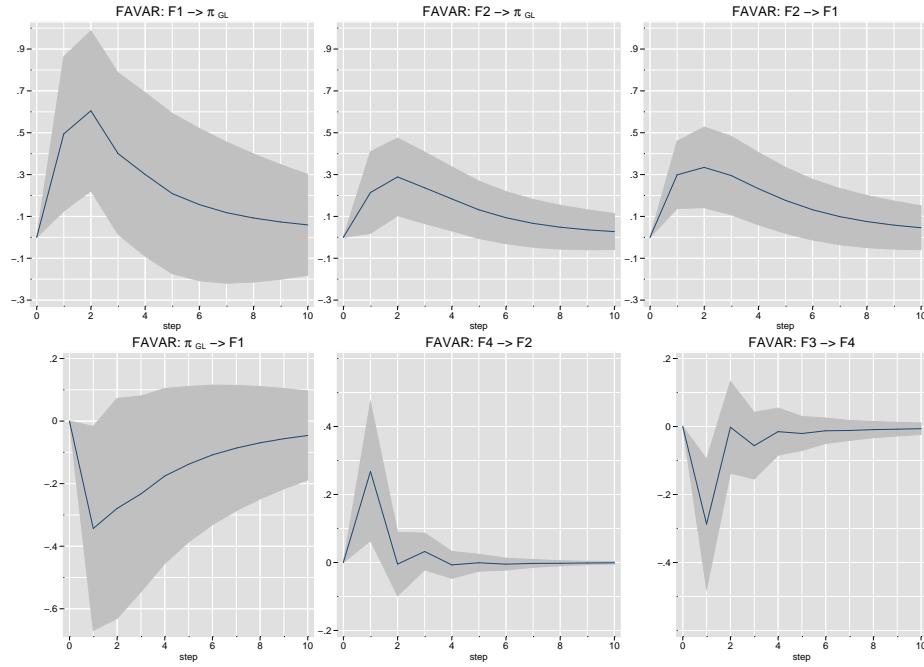 FAVAR: F1 −> π GL
FAVAR: F2 −> π GL
FAVAR: F2 −> F1
.9
.7
.5
.3
.1
−.1
−.3
0 2 4 6 8 10
step
.9
.7
.5
.3
.1
−.1
−.3
0 2 4 6 8 10
step
.9
.7
.5
.3
.1
−.1
−.3
0 2 4 6 8 10
step
FAVAR: π GL −> F1
FAVAR: F4 −> F2
FAVAR: F3 −> F4
.2
0
−.2
−.4
−.6
0 2 4 6 8 10
step
.4
.2
0
−.2
0 2 4 6 8 10
step
.2
0
−.2
−.4
−.6
0 2 4 6 8 10
step